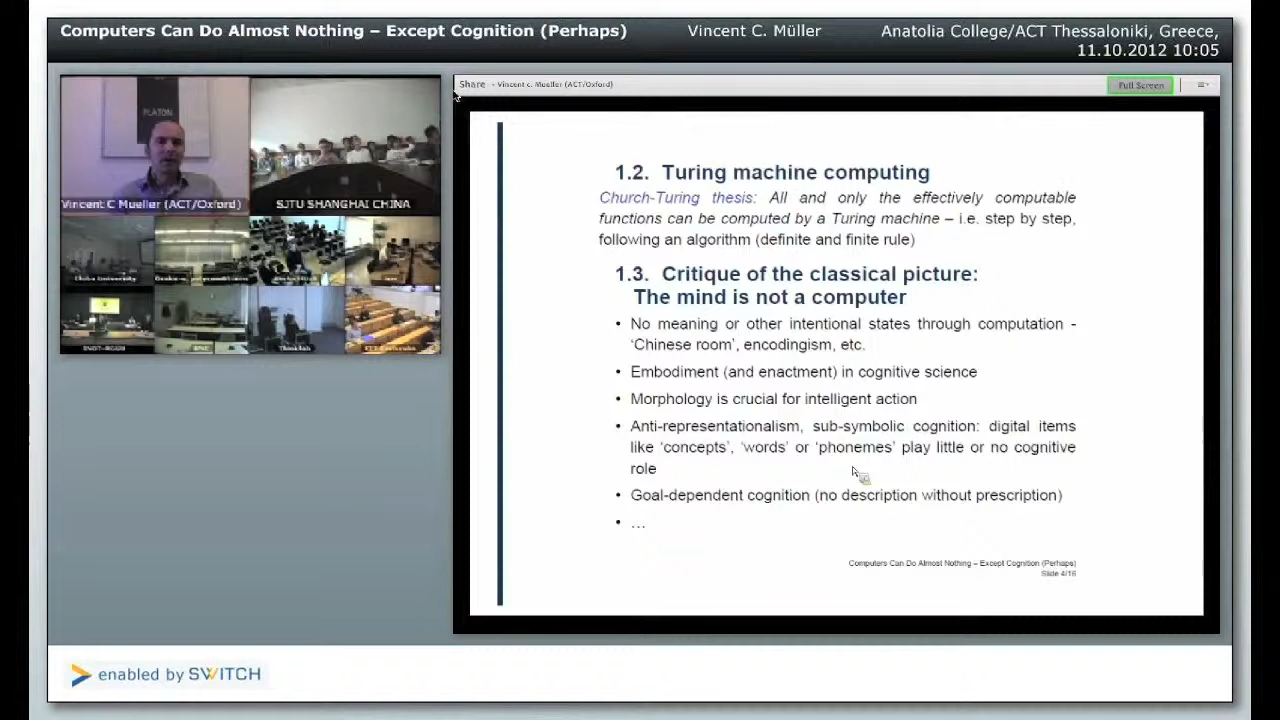 Computers Can Do Almost Nothing – Except Cognition (Perhaps)
Vincent C. Müller
Anatolia College/ACT Thessaloniki, Greece,
11.10.2012 10:05
Share - Vincent c. Mueller (ACT/Oxford)
Full Screen
PLATON
Vincent C Mueller (ACT/Oxford)
SJTU SHANGHAI CHINA
1.2. Turing machine computing
Church-Turing thesis: All and only the effectively computable
functions can be computed by a Turing machine – i.e. step by step,
following an algorithm (definite and finite rule)
1.3. Critique of the classical picture:
The mind is not a computer
• No meaning or other intentional states through computation -
'Chinese room', encodingism, etc.
• Embodiment (and enactment) in cognitive science
• Morphology is crucial for intelligent action
• Anti-representationalism, sub-symbolic cognition: digital items
like 'concepts', 'words' or 'phonemes' play little or no cognitive
role
• Goal-dependent cognition (no description without prescription)
• …
Computers Can Do Almost Nothing – Except Cognition (Perhaps)
Slide 4/16
enabled by SWITCH